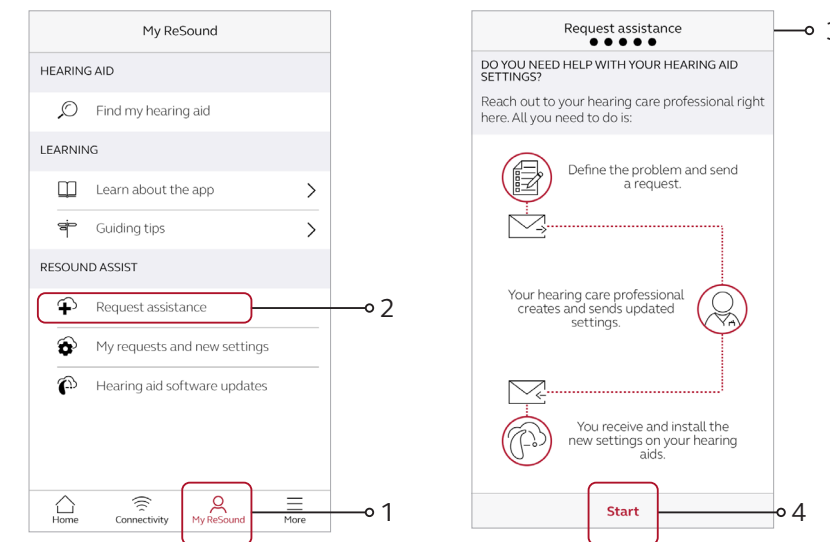 My ReSound
HEARING AID
Find my hearing aid
LEARNING
Learn about the app
Guiding tips
RESOUND ASSIST
Request assistance
2
My requests and new settings
Hearing aid software updates
Home
Connectivity
My ReSound
More
1
Request assistance
3
DO YOU NEED HELP WITH YOUR HEARING AID
SETTINGS?
Reach out to your hearing care professional right
here. All you need to do is:
Define the problem and send
a request.
Your hearing care professional
creates and sends updated
settings.
You receive and install the
new settings on your hearing
aids.
Start
4